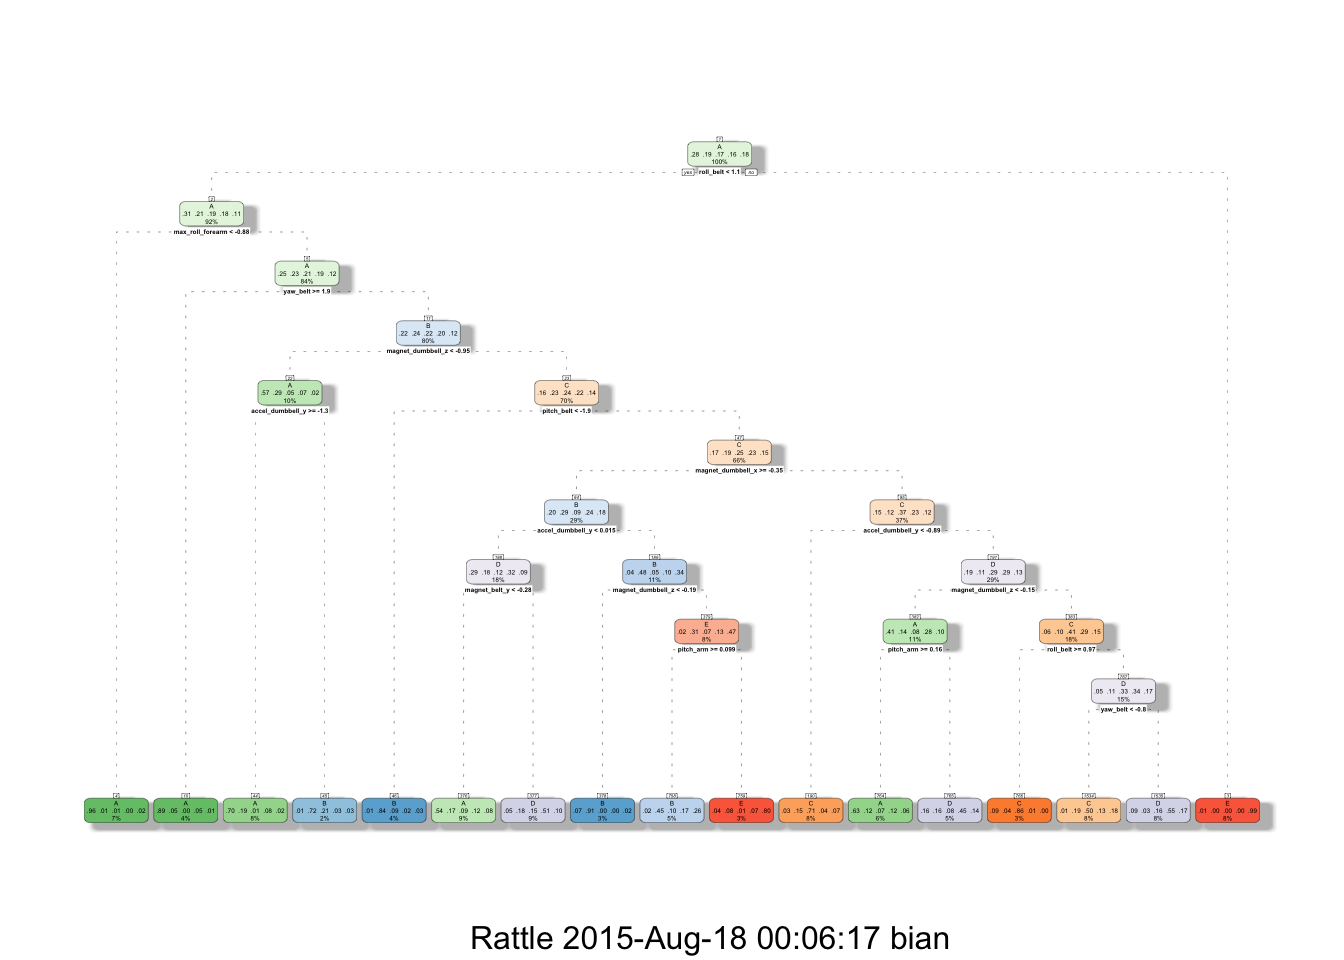 A
.28 .19 .17 .16 .18
100%
yes roll_belt < 1.1 no
A
.31 .21 .19 .18 .11
92%
max_roll_forearm < -0.88
A
.25 .23 .21 .19 .12
84%
yaw_belt >= 1.9
B
.22 .24 .22 .20 .12
80%
magnet_dumbbell_z < -0.95
A
.57 .29 .05 .07 .02
10%
accel_dumbbell_y >= -1.3
C
.16 .23 .24 .22 .14
70%
pitch_belt < -1.9
C
.17 .19 .25 .23 .15
66%
magnet_dumbbell_x >= -0.35
B
.20 .29 .09 .24 .18
29%
accel_dumbbell_y < 0.015
C
.15 .12 .37 .23 .12
37%
accel_dumbbell_y < -0.89
D
.29 .18 .12 .32 .09
18%
magnet_belt_y < -0.28
B
.04 .48 .05 .10 .34
11%
magnet_dumbbell_z < -0.19
D
.19 .11 .29 .29 .13
29%
magnet_dumbbell_z < -0.15
E
.02 .31 .07 .13 .47
8%
pitch_arm >= 0.099
A
.41 .14 .08 .28 .10
11%
pitch_arm >= 0.16
C
.06 .10 .41 .29 .15
18%
roll_belt >= 0.97
D
.05 .11 .33 .34 .17
15%
yaw_belt < -0.8
A
.96 .01 .01 .00 .02
7%
A
.89 .05 .00 .05 .01
4%
A
.70 .19 .01 .08 .02
8%
B
.01 .72 .21 .03 .03
2%
B
.01 .84 .09 .02 .03
4%
A
.54 .17 .09 .12 .08
9%
D
.05 .18 .15 .51 .10
9%
B
.07 .91 .00 .00 .02
3%
B
.02 .45 .10 .17 .26
5%
E
.04 .08 .01 .07 .80
3%
C
.03 .15 .71 .04 .07
8%
A
.63 .12 .07 .12 .06
6%
D
.16 .16 .08 .45 .14
5%
C
.09 .04 .86 .01 .00
3%
C
.01 .19 .50 .13 .18
8%
D
.09 .03 .16 .55 .17
8%
E
.01 .00 .00 .00 .99
8%
Rattle 2015-Aug-18 00:06:17 bian